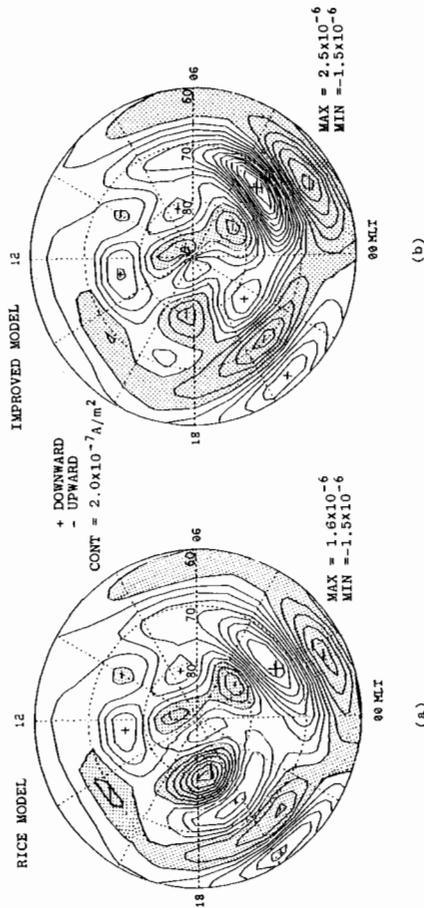 RICE MODEL
12
18
80
70
60
06
00 MLT
MAX = 1.6x10⁻⁶
MIN =-1.5x10⁻⁶
(a)
+ DOWNWARD
- UPWARD
CONT = 2.0x10⁻⁷A/m²
IMPROVED MODEL
12
18
80
70
60
06
00 MLT
MAX = 2.5x10⁻⁶
MIN =-1.5x10⁻⁶
(b)